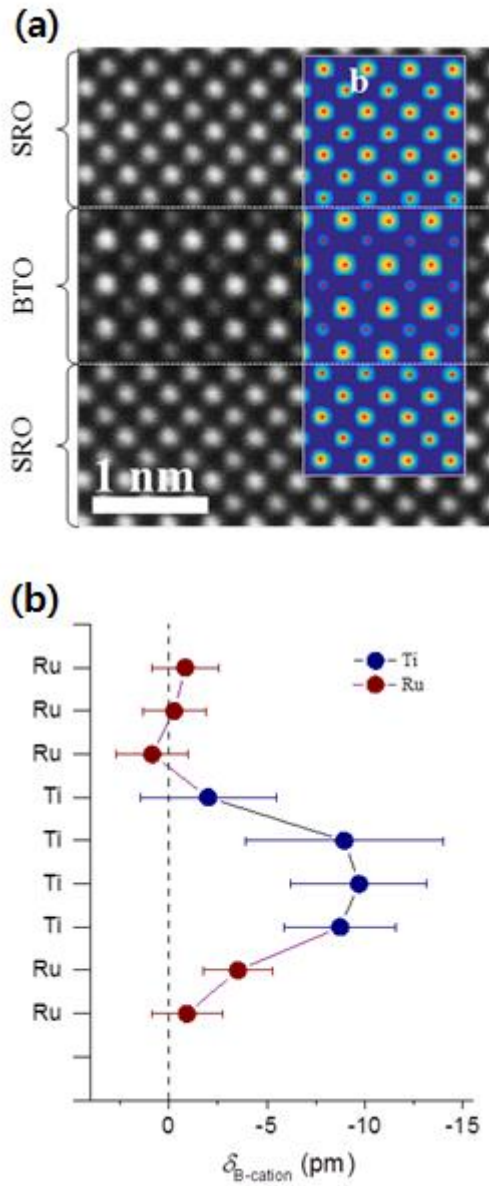 (a)
SRO
b
BTO
SRO
1 nm
(b)
Ru
Ti
Ru
Ru
Ru
Ti
Ti
Ti
Ti
Ru
Ru
0 -5 -10 -15
δB-cation (pm)